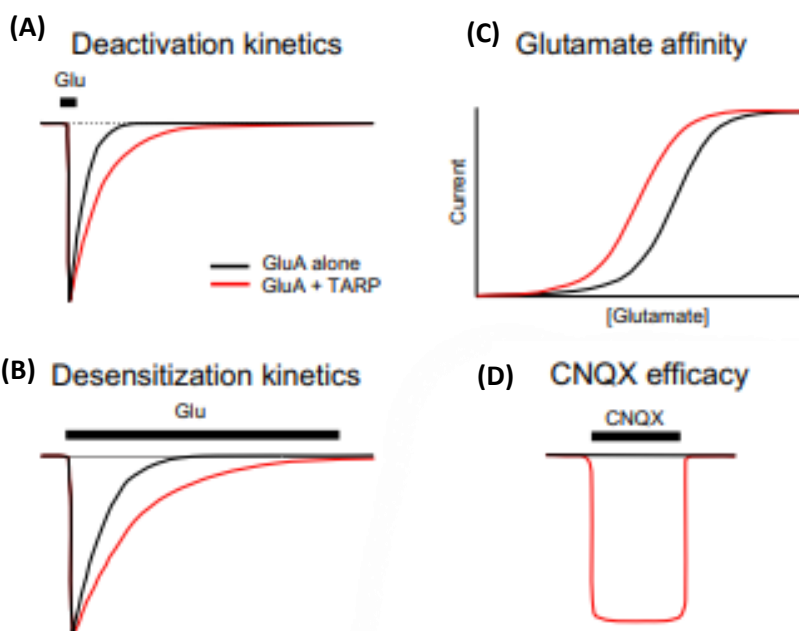 (A) Deactivation kinetics
Glu
GluA alone
GluA + TARP
(C) Glutamate affinity
Current
[Glutamate]
(B) Desensitization kinetics
Glu
(D) CNQX efficacy
CNQX